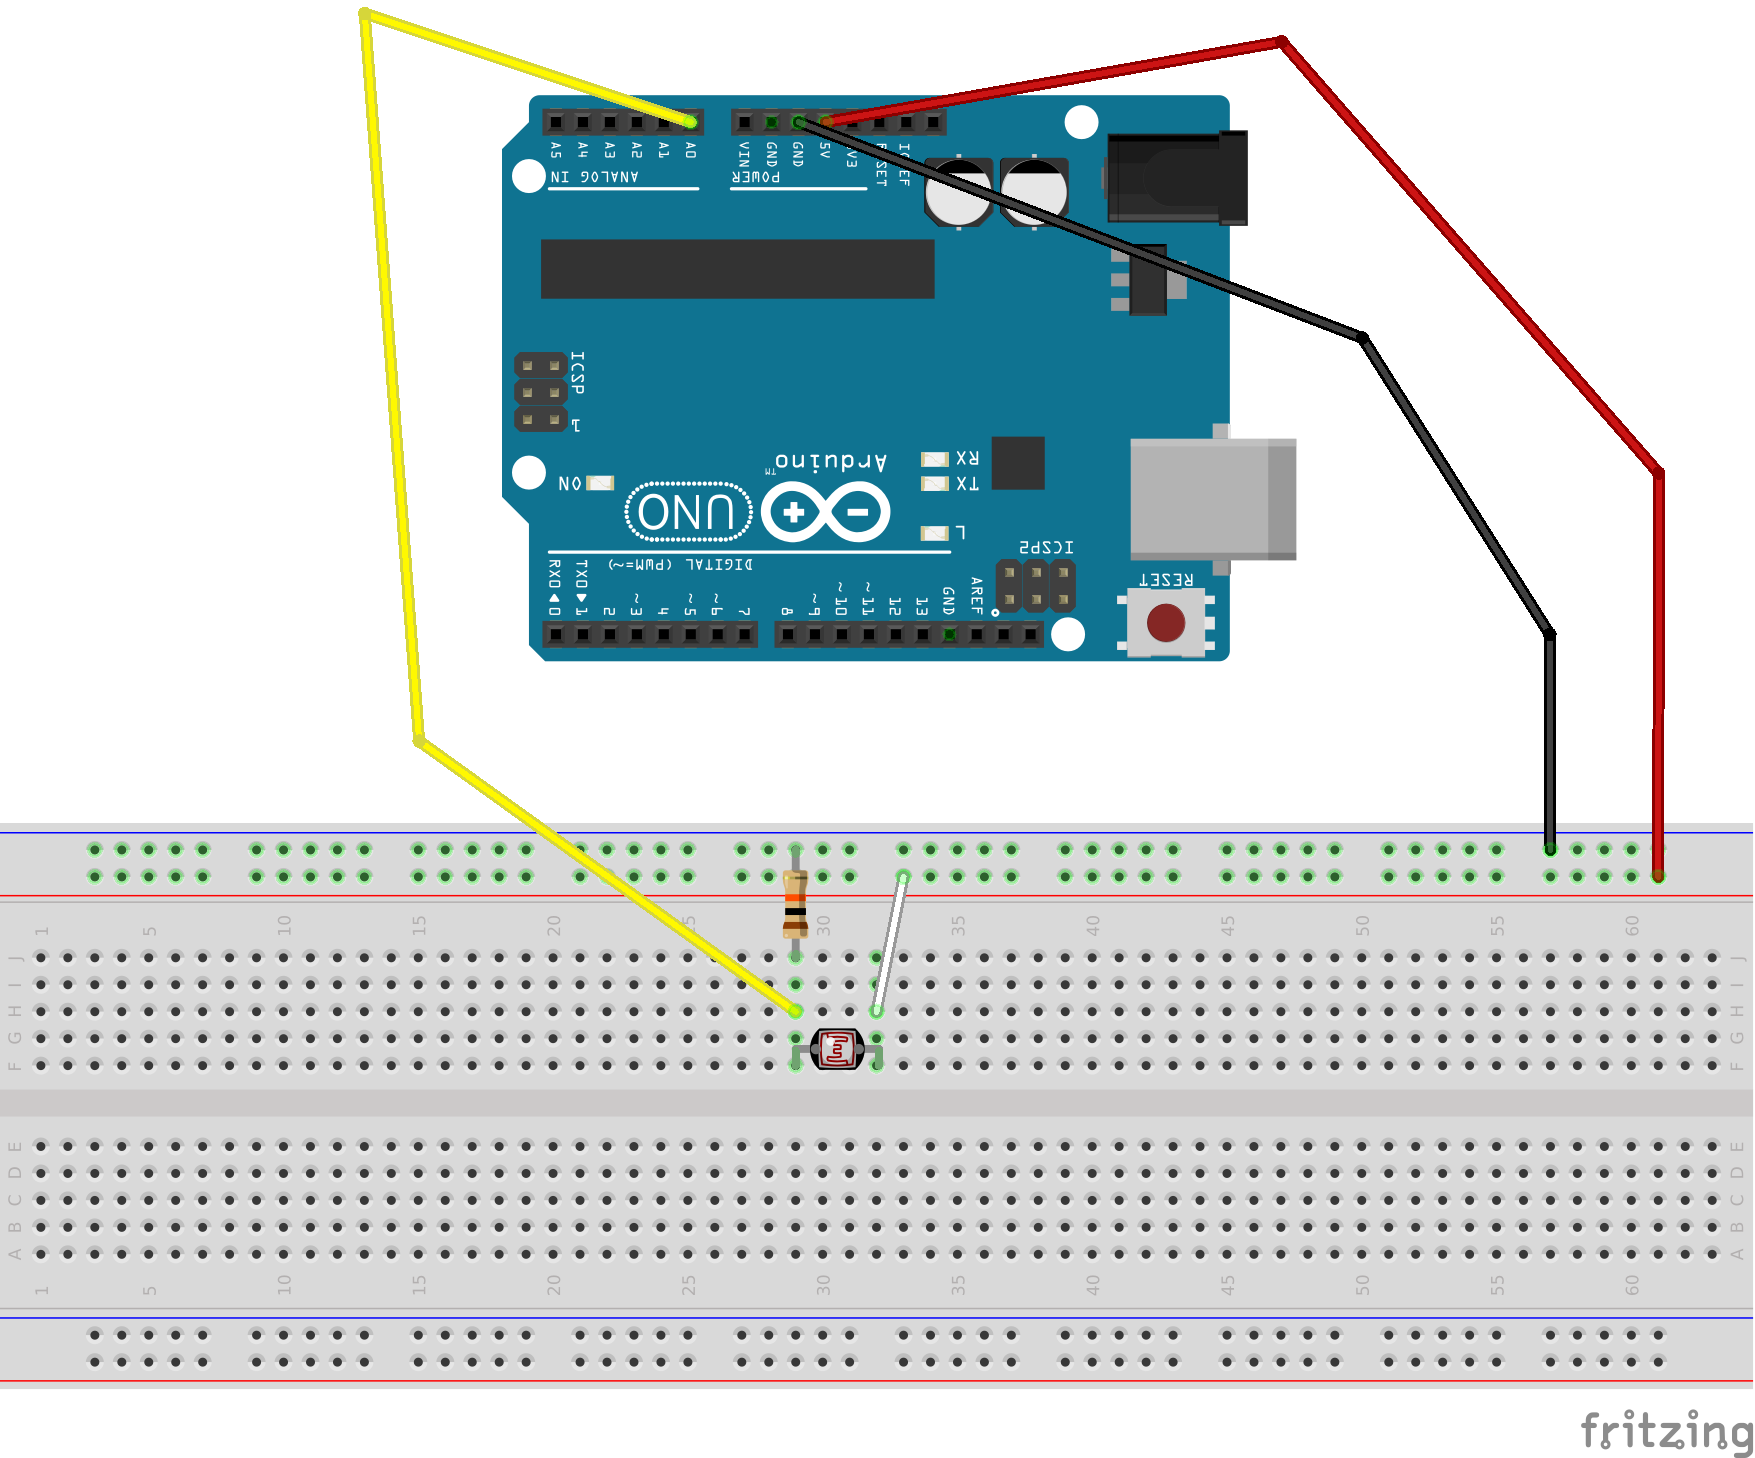 A5 A4 A3 A2 A1 A0 VIN GND GND 5V 3V3 RESET IOREF
ANALOG IN POWER
ICSP
1
Arduino™
RX
TX
ON
UNO
L
ICSP2
DIGITAL (PWM=~)
RESET
RX0◀0 TX0▶1 2 ~3 4 ~5 ~6 7 8 ~9 ~10 ~11 12 13 GND AREF
1 5 10 15 20 25 30 35 40 45 50 55 60
J J
I I
H H
G G
F F
E E
D D
C C
B B
A A
1 5 10 15 20 25 30 35 40 45 50 55 60
fritzing